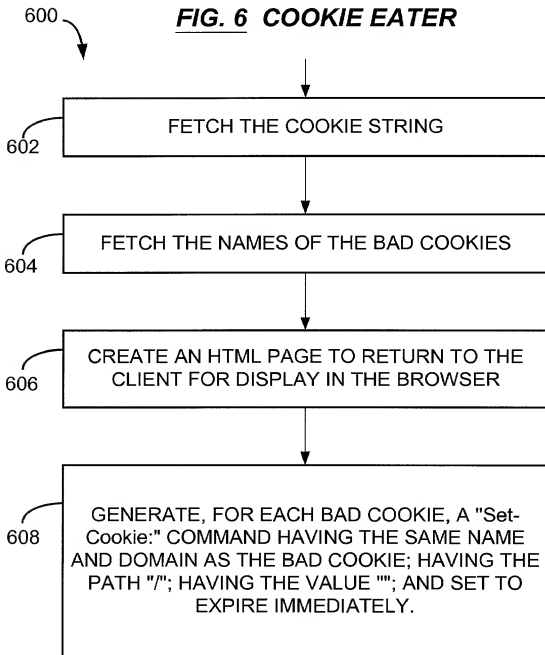 600
FIG. 6 COOKIE EATER
602
FETCH THE COOKIE STRING
604
FETCH THE NAMES OF THE BAD COOKIES
606
CREATE AN HTML PAGE TO RETURN TO THE
CLIENT FOR DISPLAY IN THE BROWSER
608
GENERATE, FOR EACH BAD COOKIE, A "Set-
Cookie:" COMMAND HAVING THE SAME NAME
AND DOMAIN AS THE BAD COOKIE; HAVING THE
PATH "/"; HAVING THE VALUE ""; AND SET TO
EXPIRE IMMEDIATELY.